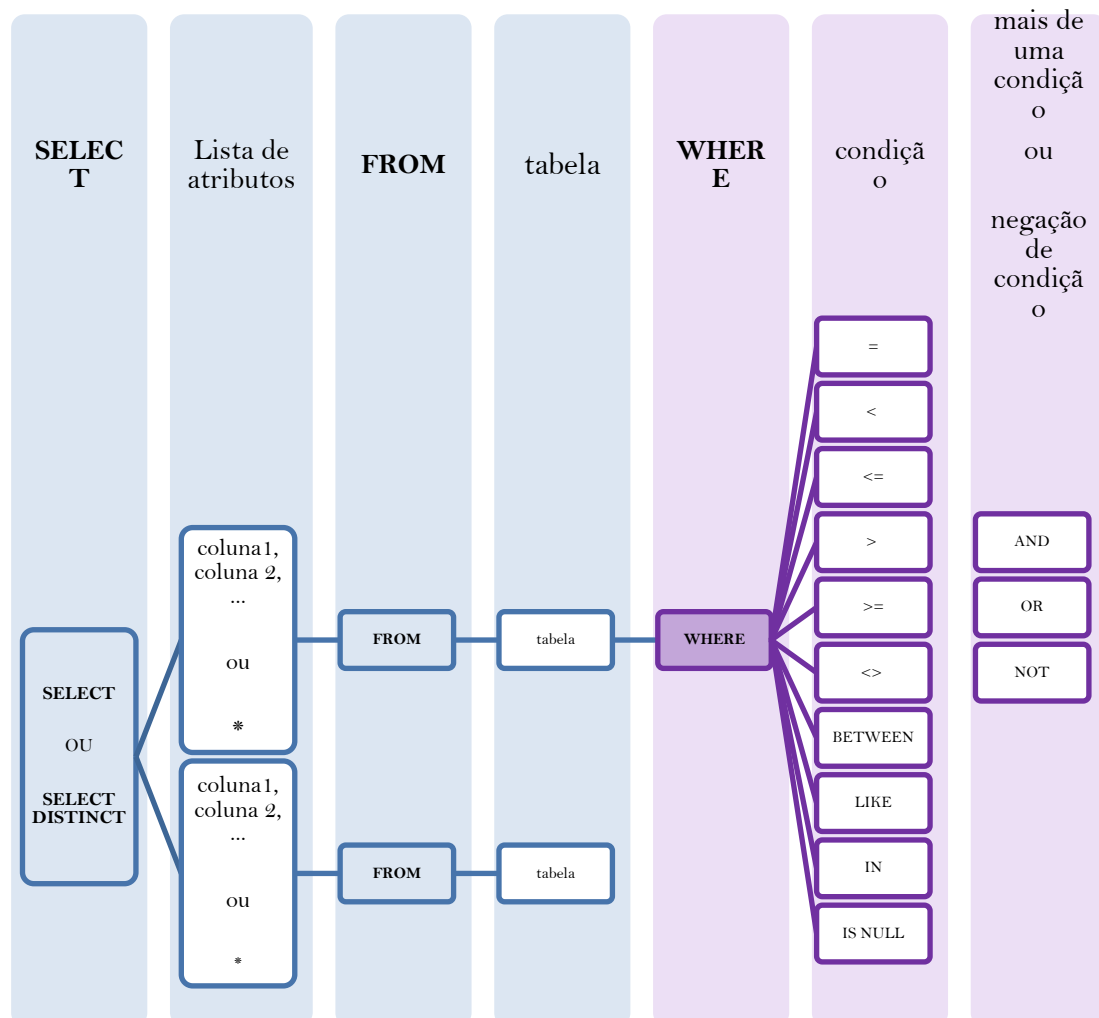 SELEC
T
Lista de
atributos
FROM
tabela
WHER
E
condiçã
o
mais de
uma
condiçã
o
ou
negação
de
condiçã
o
SELECT
OU
SELECT
DISTINCT
coluna1,
coluna 2,
...
ou
*
FROM
tabela
WHERE
=
<
<=
>
>=
<>
BETWEEN
LIKE
IN
IS NULL
AND
OR
NOT
coluna1,
coluna 2,
...
ou
*
FROM
tabela